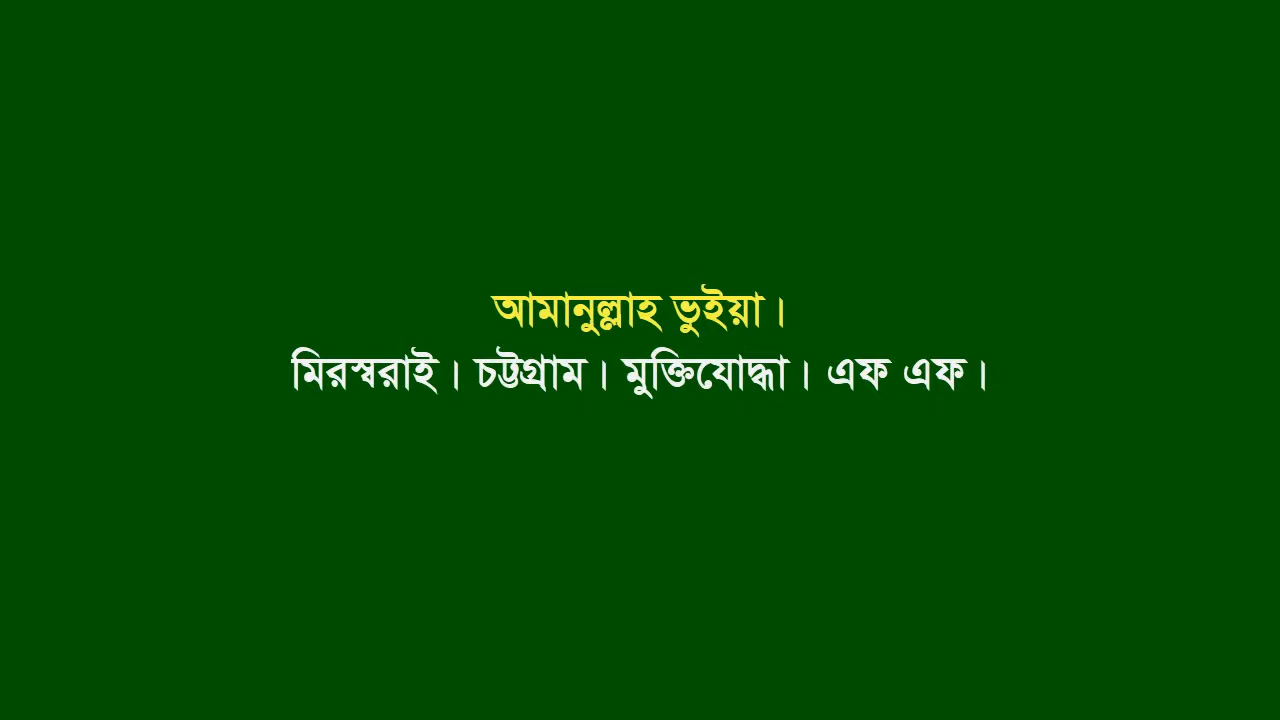 আমানুল্লাহ ভুইয়া।
মিরস্বরাই। চট্টগ্রাম। মুক্তিযোদ্ধা। এফ এফ।